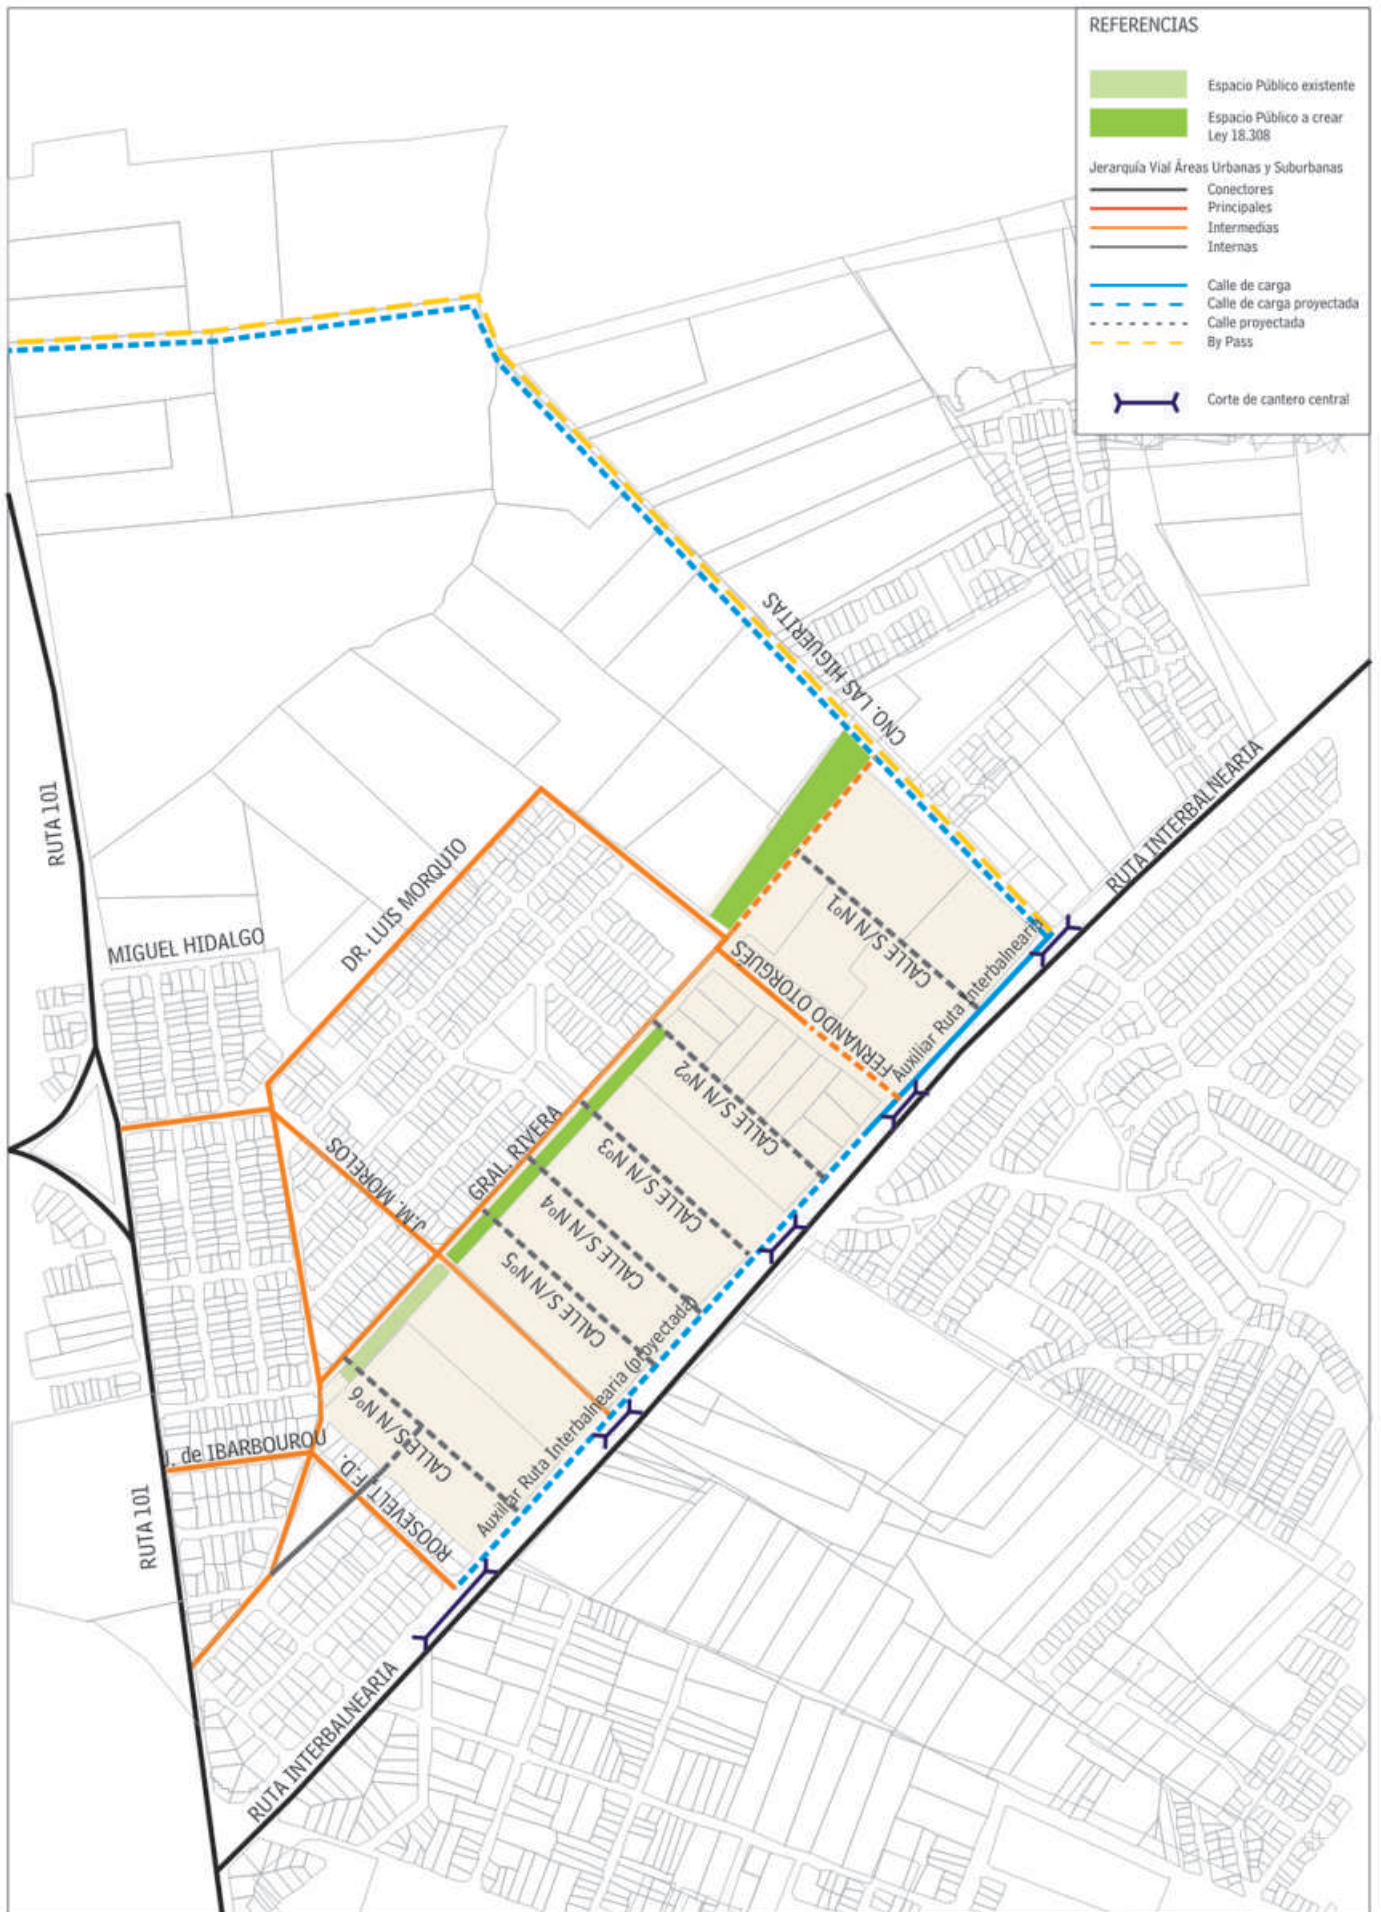 REFERENCIAS
Espacio Público existente
Espacio Público a crear
Ley 18.308
Jerarquía Vial Áreas Urbanas y Suburbanas
Conectores
Principales
Intermedias
Internas
Calle de carga
Calle de carga proyectada
Calle proyectada
By Pass
Corte de cantero central
CNO. LAS HIGUERITAS
RUTA INTERBALNEARIA
RUTA 101
DR. LUIS MORQUIO
MIGUEL HIDALGO
CALLE S/N Nº1
FERNANDO OTORGUES
Auxiliar Ruta Interbalnearia
CALLE S/N Nº2
GRAL. RIVERA
J.M. MORELOS
CALLE S/N Nº3
CALLE S/N Nº4
CALLE S/N Nº5
Auxiliar Ruta Interbalnearia (proyectada)
CALLE S/N Nº6
J. de IBARBOUROU
ROOSEVELT F.D.
RUTA 101
RUTA INTERBALNEARIA